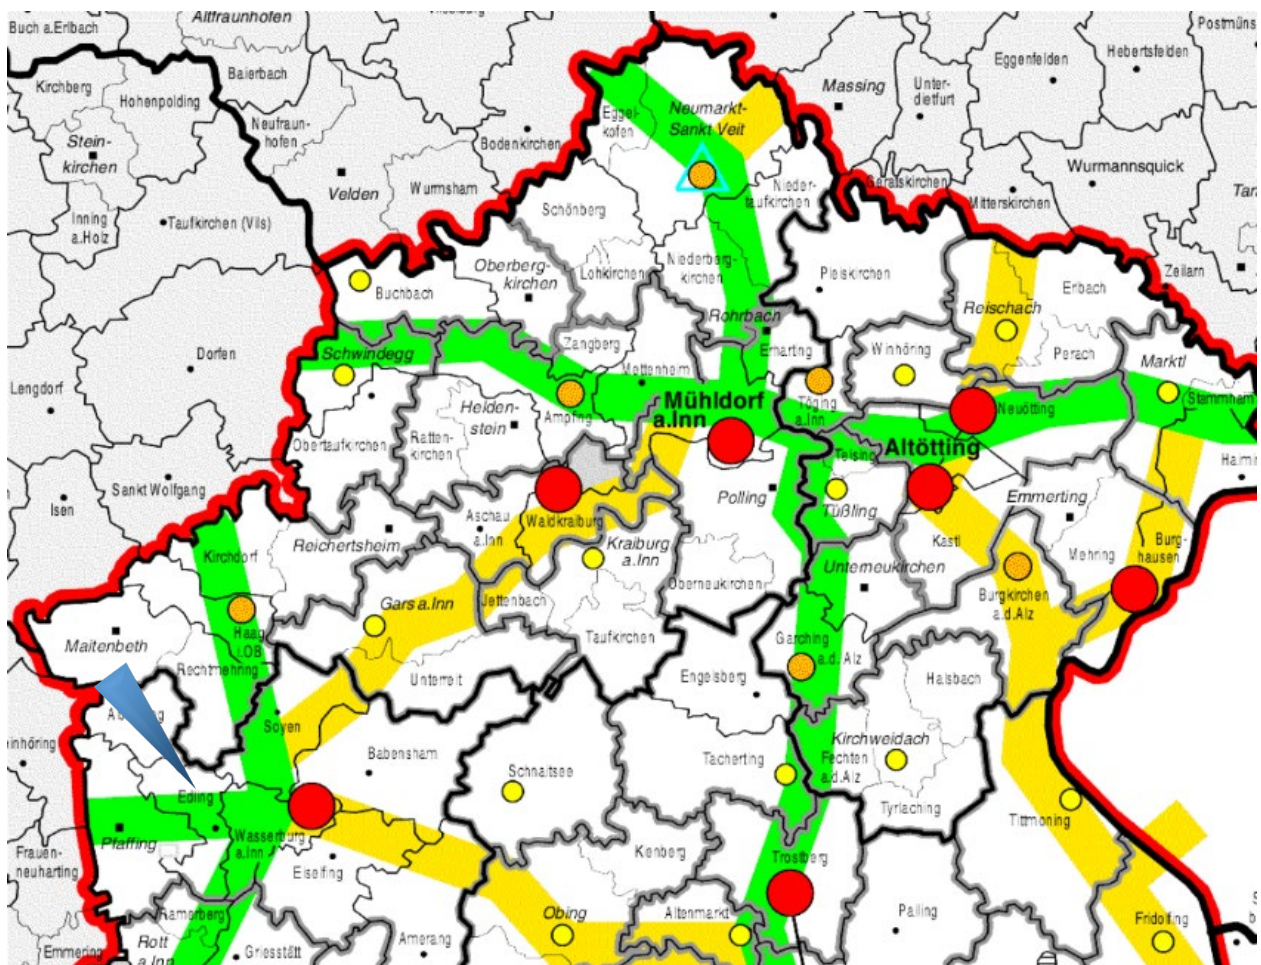 Buch a.Erlbach
Altfraunhofen
Postmüns
Baierbach
Eggenfelden
Hebertsfelden
Kirchberg
Hohenpolding
Massing
Unter-
dietfurt
Neumarkt-
Sankt Veit
Eggel-
kofen
Neufraun-
hofen
Stein-
kirchen
Bodenkirchen
Wurmannsquick
Velden
Wurmsham
Nieder-
taufkirchen
Geratskirchen
Mitterskirchen
Tan
Inning
a.Holz
Taufkirchen (Vils)
Schönberg
Oberberg-
kirchen
Lohkirchen
Niederberg-
kirchen
Pleiskirchen
Zeilarn
Erlbach
Buchbach
Reischach
Rohrbach
Dorfen
Schwindegg
Zangberg
Erharting
Winhöring
Perach
Marktl
Mettenheim
Lengdorf
Stammham
Mühldorf
a.Inn
Ampfing
Töging
a.Inn
Neuötting
Helden-
stein
Obertaufkirchen
Ratten-
kirchen
Altötting
Teising
Sankt Wolfgang
Polling
Tüßling
Emmerting
Isen
Aschau
a.Inn
Waldkraiburg
Reichertsheim
Kraiburg
a.Inn
Kastl
Mehring
Burg-
hausen
Kirchdorf
Unterneukirchen
Oberneukirchen
Burgkirchen
a.d.Alz
Jettenbach
Gars a.Inn
Haag
i.OB
Maitenbeth
Taufkirchen
Garching
a.d. Alz
Rechtmehring
Unterreit
Engelsberg
Halsbach
Soyen
Babensham
Kirchweidach
Feichten
a.d.Alz
Tacherting
Schnaitsee
Edling
Tyrlaching
Tittmoning
Pfaffing
Wasserburg
a.Inn
Frauen-
neuharting
Eiselfing
Kienberg
Trostberg
Ramerberg
Obing
Altenmarkt
Palling
Fridolfing
Rott
a.Inn
Emmering
Griesstätt
Amerang